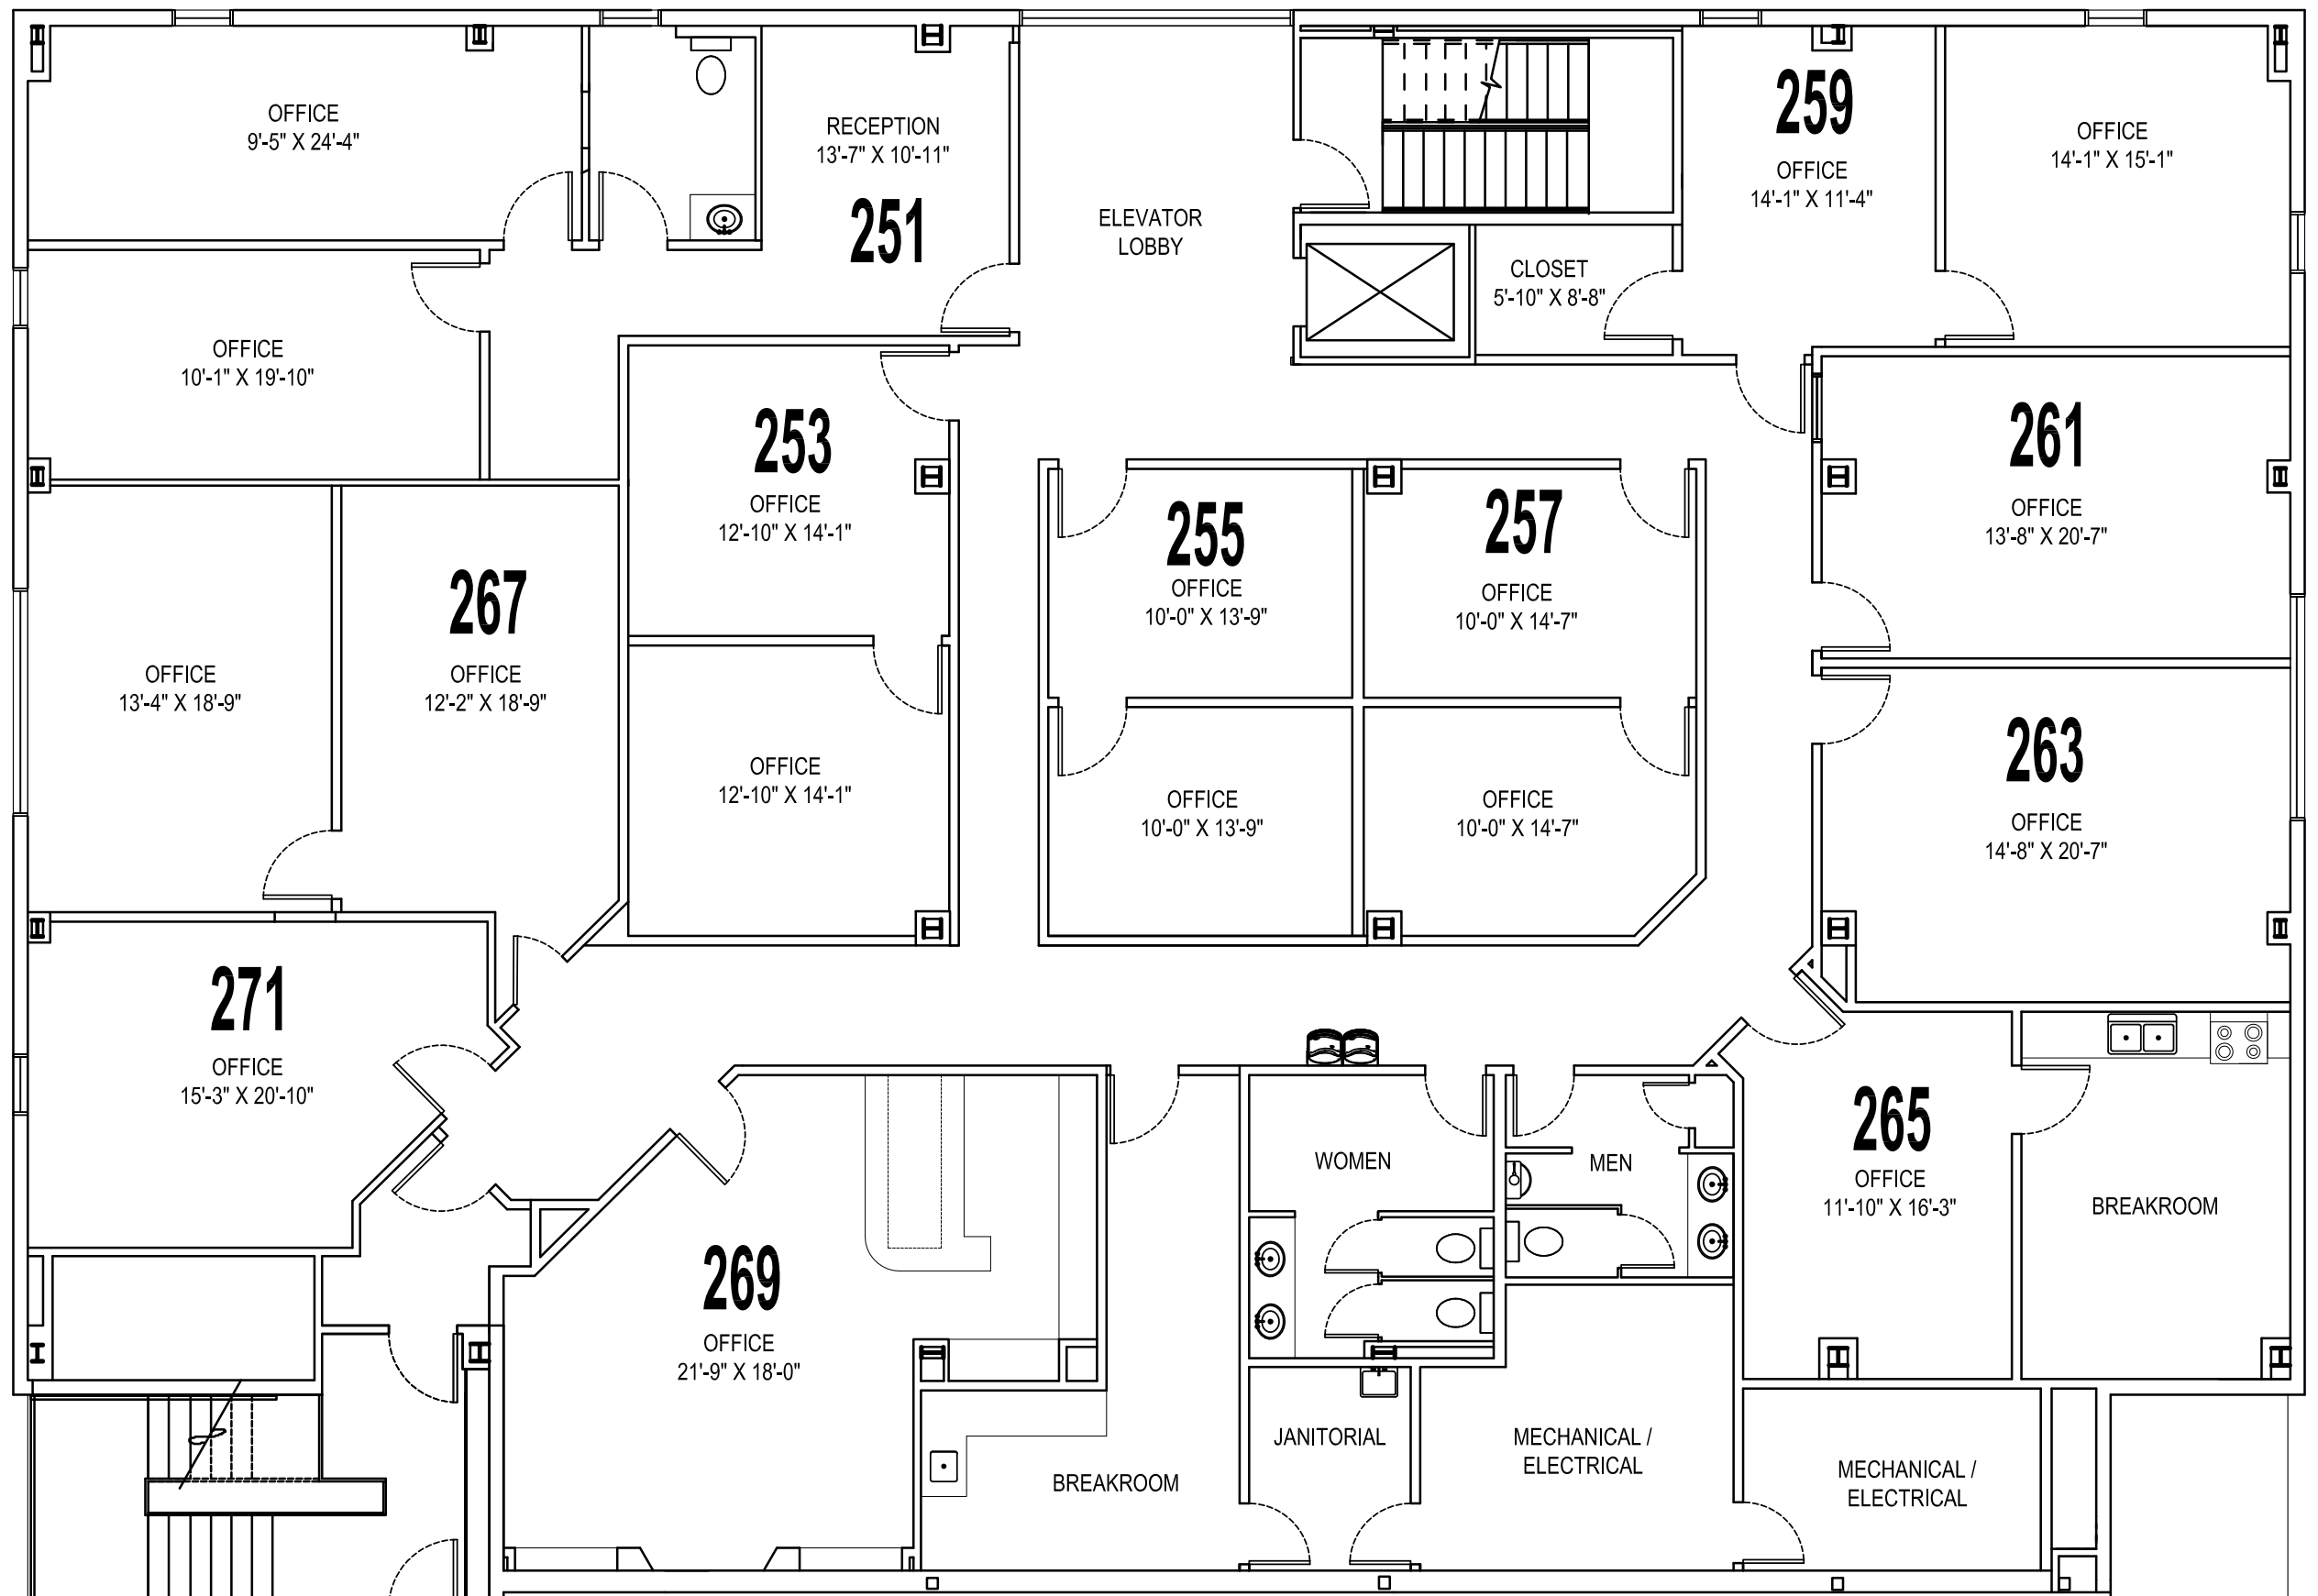 OFFICE
9'-5" X 24'-4"
RECEPTION
13'-7" X 10'-11"
251
ELEVATOR
LOBBY
259
OFFICE
14'-1" X 11'-4"
OFFICE
14'-1" X 15'-1"
CLOSET
5'-10" X 8'-8"
OFFICE
10'-1" X 19'-10"
253
OFFICE
12'-10" X 14'-1"
255
OFFICE
10'-0" X 13'-9"
257
OFFICE
10'-0" X 14'-7"
261
OFFICE
13'-8" X 20'-7"
OFFICE
13'-4" X 18'-9"
267
OFFICE
12'-2" X 18'-9"
OFFICE
12'-10" X 14'-1"
OFFICE
10'-0" X 13'-9"
OFFICE
10'-0" X 14'-7"
263
OFFICE
14'-8" X 20'-7"
271
OFFICE
15'-3" X 20'-10"
269
OFFICE
21'-9" X 18'-0"
WOMEN
MEN
265
OFFICE
11'-10" X 16'-3"
BREAKROOM
BREAKROOM
JANITORIAL
MECHANICAL /
ELECTRICAL
MECHANICAL /
ELECTRICAL